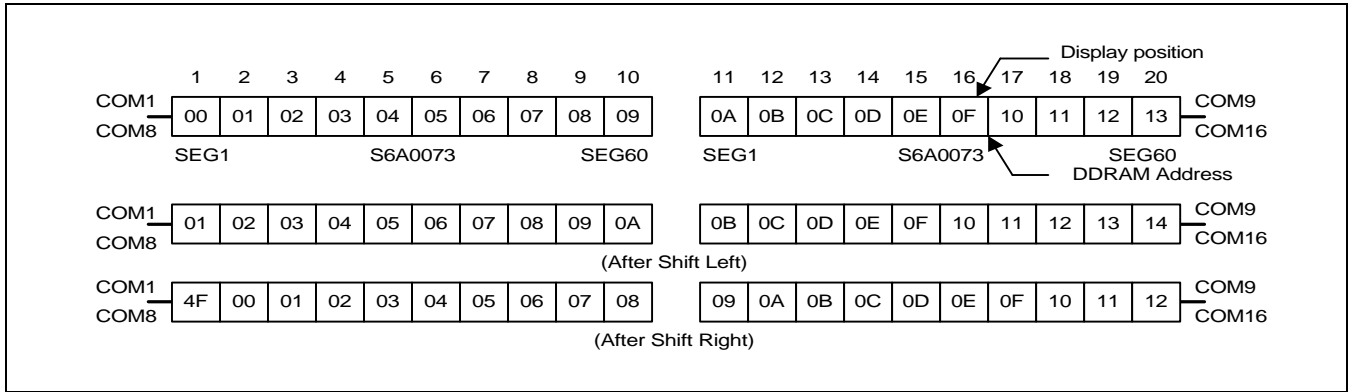 Display position
1 2 3 4 5 6 7 8 9 10 11 12 13 14 15 16 17 18 19 20
COM1 00 01 02 03 04 05 06 07 08 09 0A 0B 0C 0D 0E 0F 10 11 12 13 COM9
COM8 COM16
SEG1 S6A0073 SEG60 SEG1 S6A0073 SEG60
DDRAM Address
COM1 01 02 03 04 05 06 07 08 09 0A 0B 0C 0D 0E 0F 10 11 12 13 14 COM9
COM8 COM16
(After Shift Left)
COM1 4F 00 01 02 03 04 05 06 07 08 09 0A 0B 0C 0D 0E 0F 10 11 12 COM9
COM8 COM16
(After Shift Right)